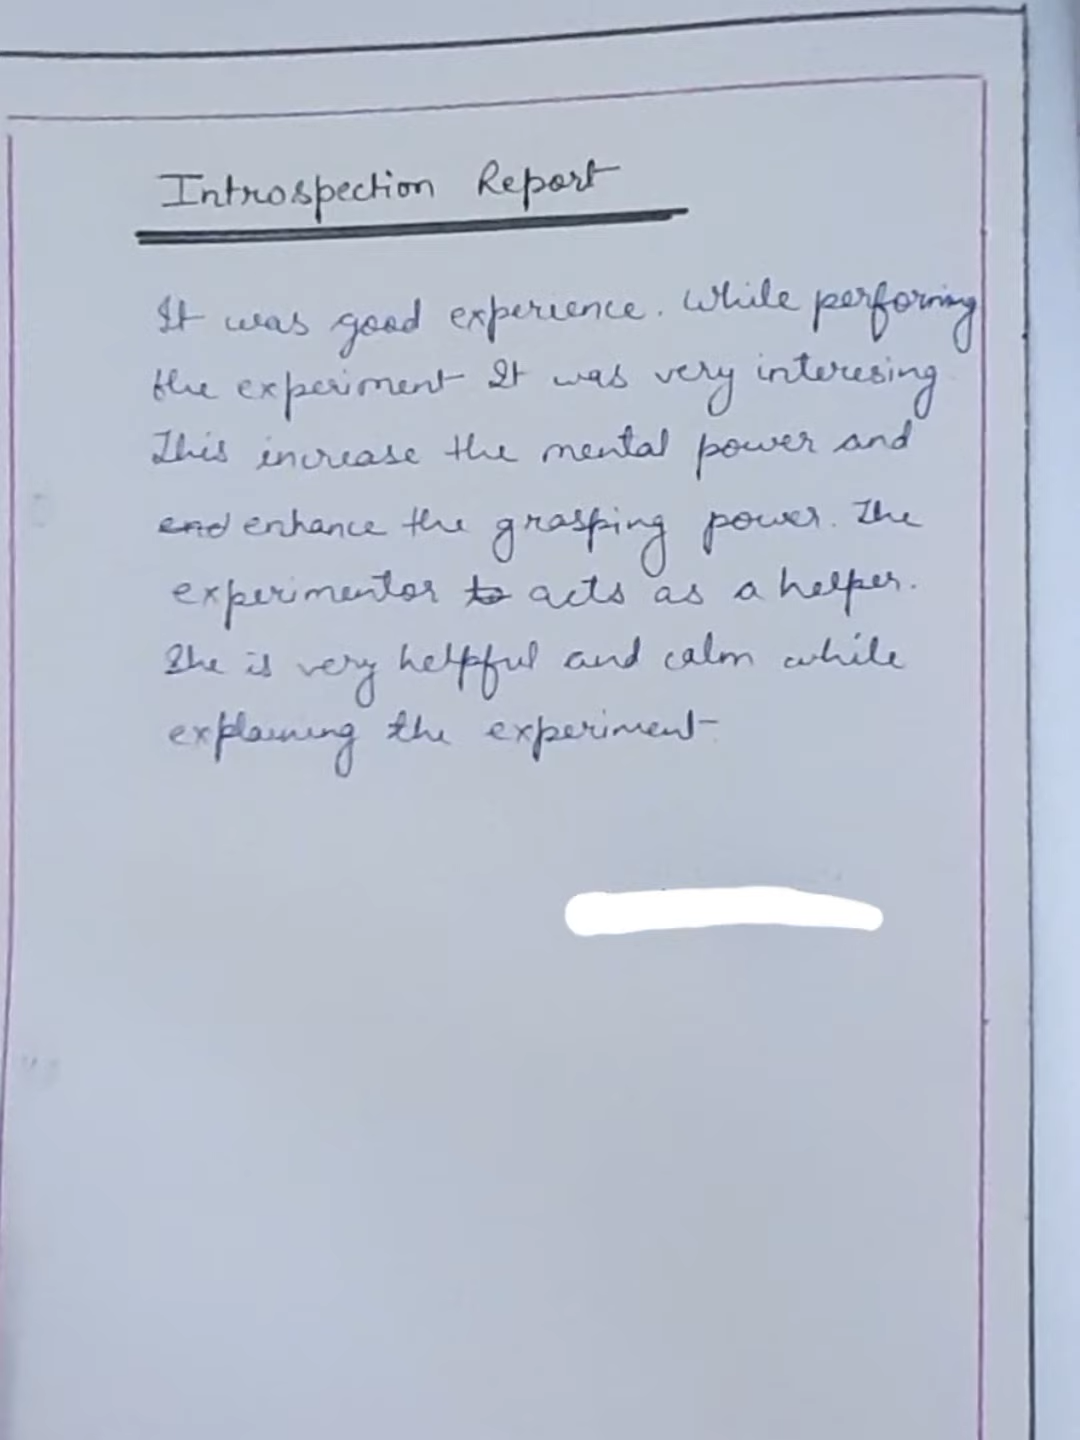 Introspection Report
It was good experience. While performing
the experiment It was very interesing
This increase the mental power and
end enhance the grasping power. The
experimentor to acts as a helper.
She is very helpful and calm while
explaining the experiment